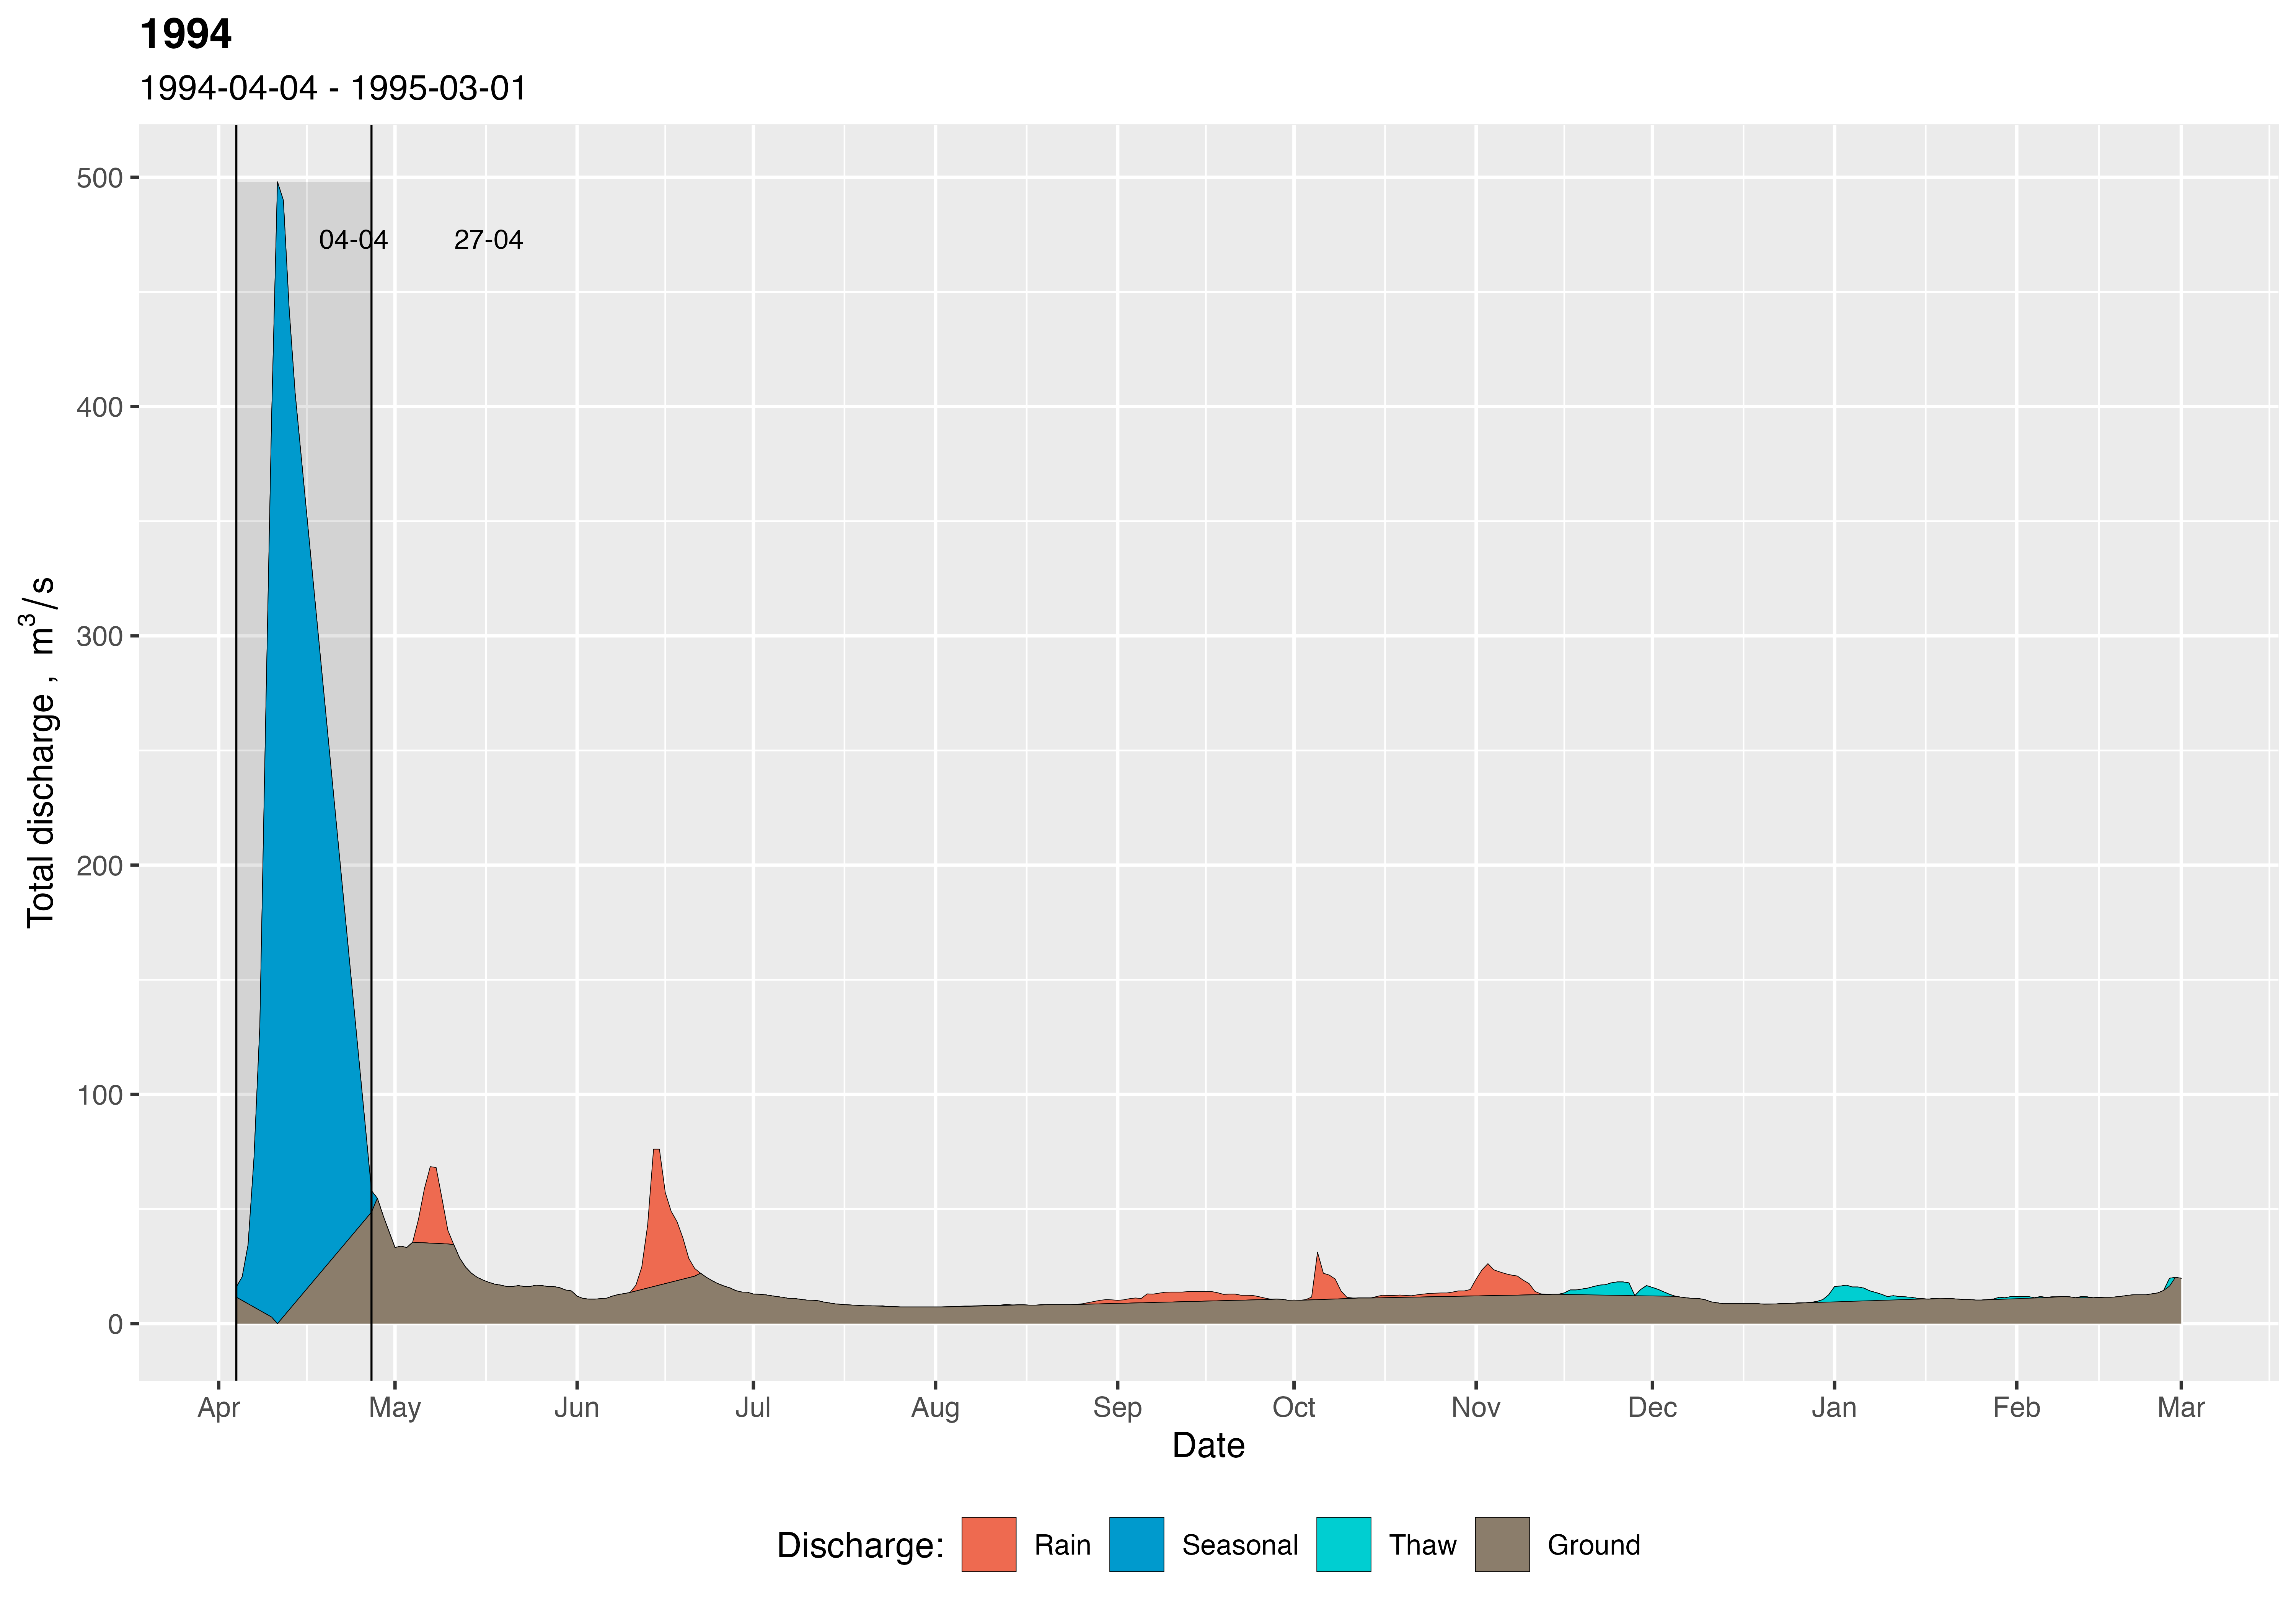 1994
1994-04-04 - 1995-03-01
500
400
300
200
100
0
Total discharge , m³/s
04-04 27-04
Apr May Jun Jul Aug Sep Oct Nov Dec Jan Feb Mar
Date
Discharge: Rain Seasonal Thaw Ground